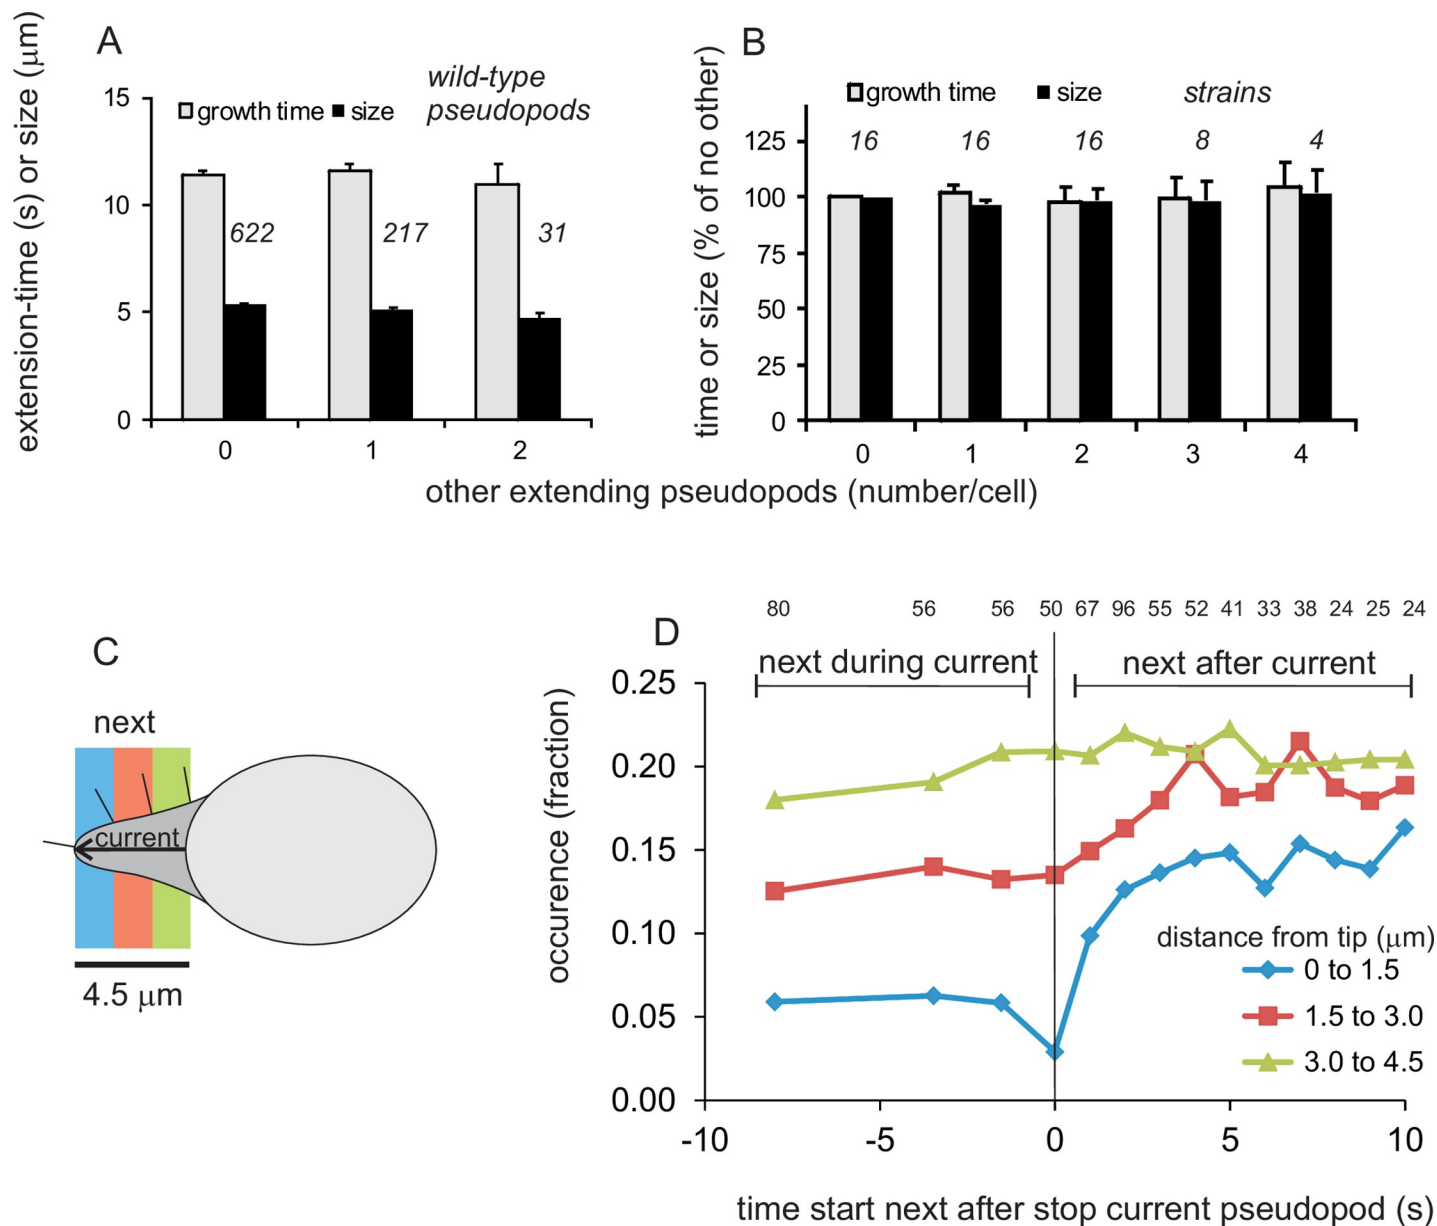 A
extension-time (s) or size (µm)
wild-type
pseudopods
growth time size
15
10
5
0
622
217
31
0 1 2
B
time or size (% of no other)
growth time size strains
16 16 16 8 4
125
100
75
50
25
0
0 1 2 3 4
other extending pseudopods (number/cell)
C
next
current
4.5 µm
D
80 56 56 50 67 96 55 52 41 33 38 24 25 24
next during current next after current
occurence (fraction)
0.25
0.20
0.15
0.10
0.05
0.00
distance from tip (µm)
0 to 1.5
1.5 to 3.0
3.0 to 4.5
-10 -5 0 5 10
time start next after stop current pseudopod (s)